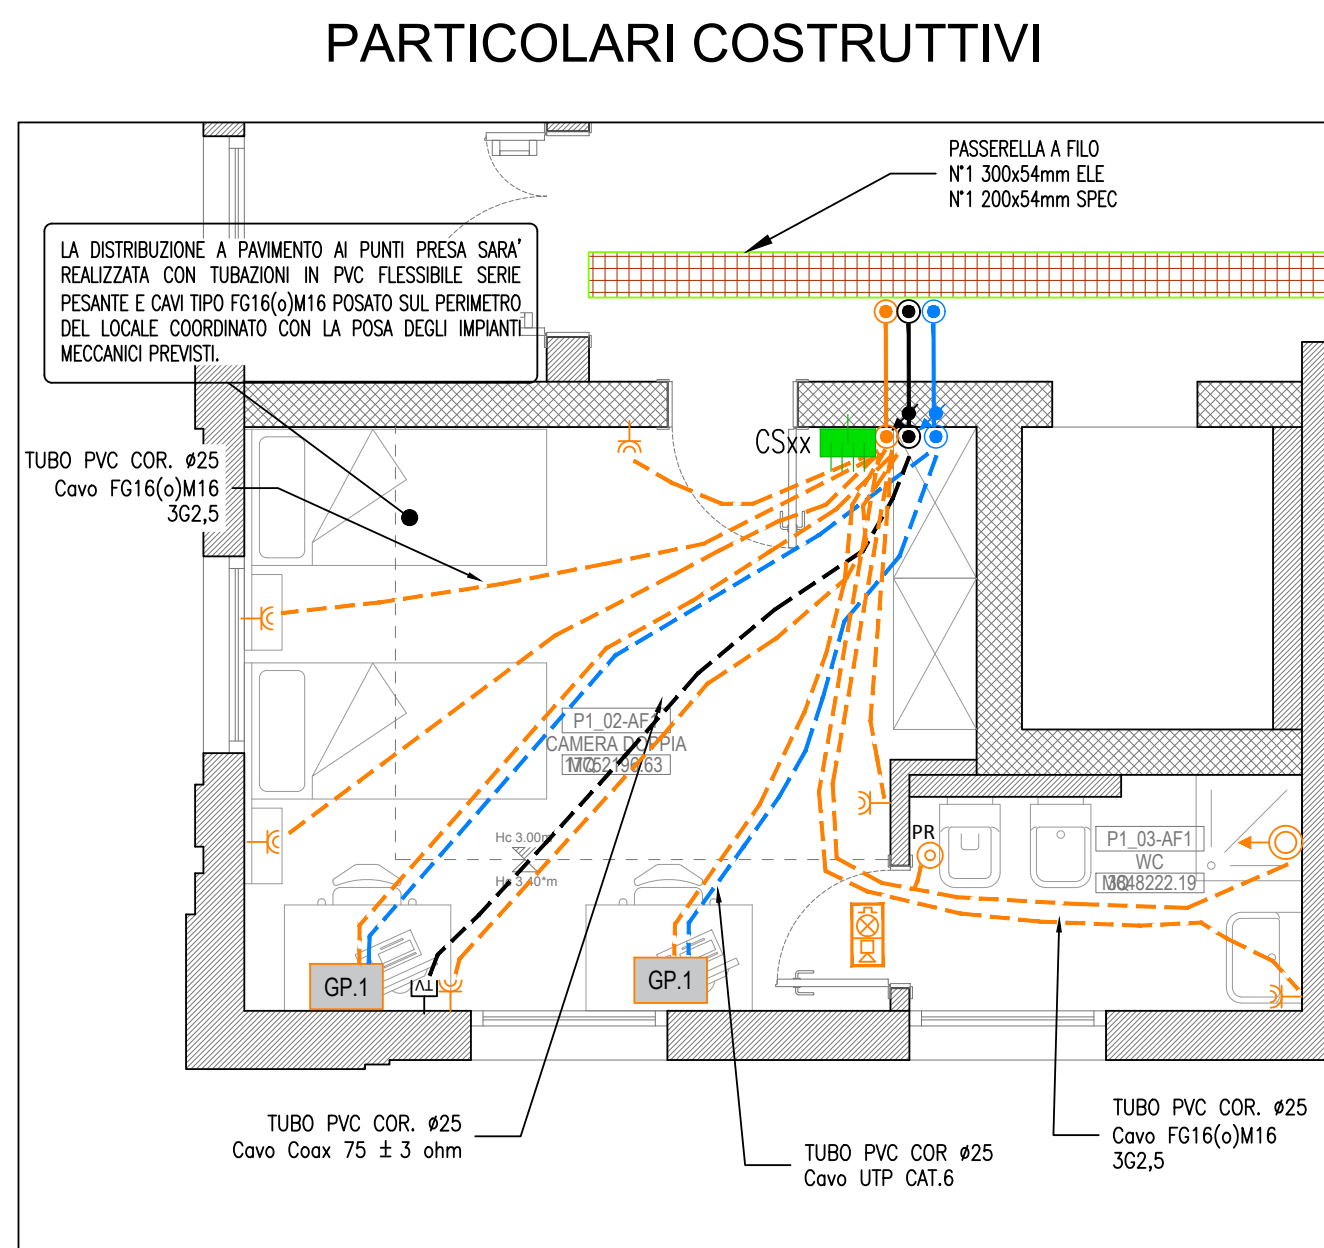 PARTICOLARI COSTRUTTIVI
PASSERELLA A FILO
N°1 300x54mm ELE
N°1 200x54mm SPEC
LA DISTRIBUZIONE A PAVIMENTO AI PUNTI PRESA SARA'
REALIZZATA CON TUBAZIONI IN PVC FLESSIBILE SERIE
PESANTE E CAVI TIPO FG16(o)M16 POSATO SUL PERIMETRO
DEL LOCALE COORDINATO CON LA POSA DEGLI IMPIANTI
MECCANICI PREVISTI.
CSxx
TUBO PVC COR. ø25
Cavo FG16(o)M16
3G2,5
P1_02-AF1
CAMERA DOPPIA
Hc 3.00m
Hc 3.40*m
PR
P1_03-AF1
WC
GP.1
TV
GP.1
TUBO PVC COR. ø25
Cavo Coax 75 ± 3 ohm
TUBO PVC COR ø25
Cavo UTP CAT.6
TUBO PVC COR. ø25
Cavo FG16(o)M16
3G2,5